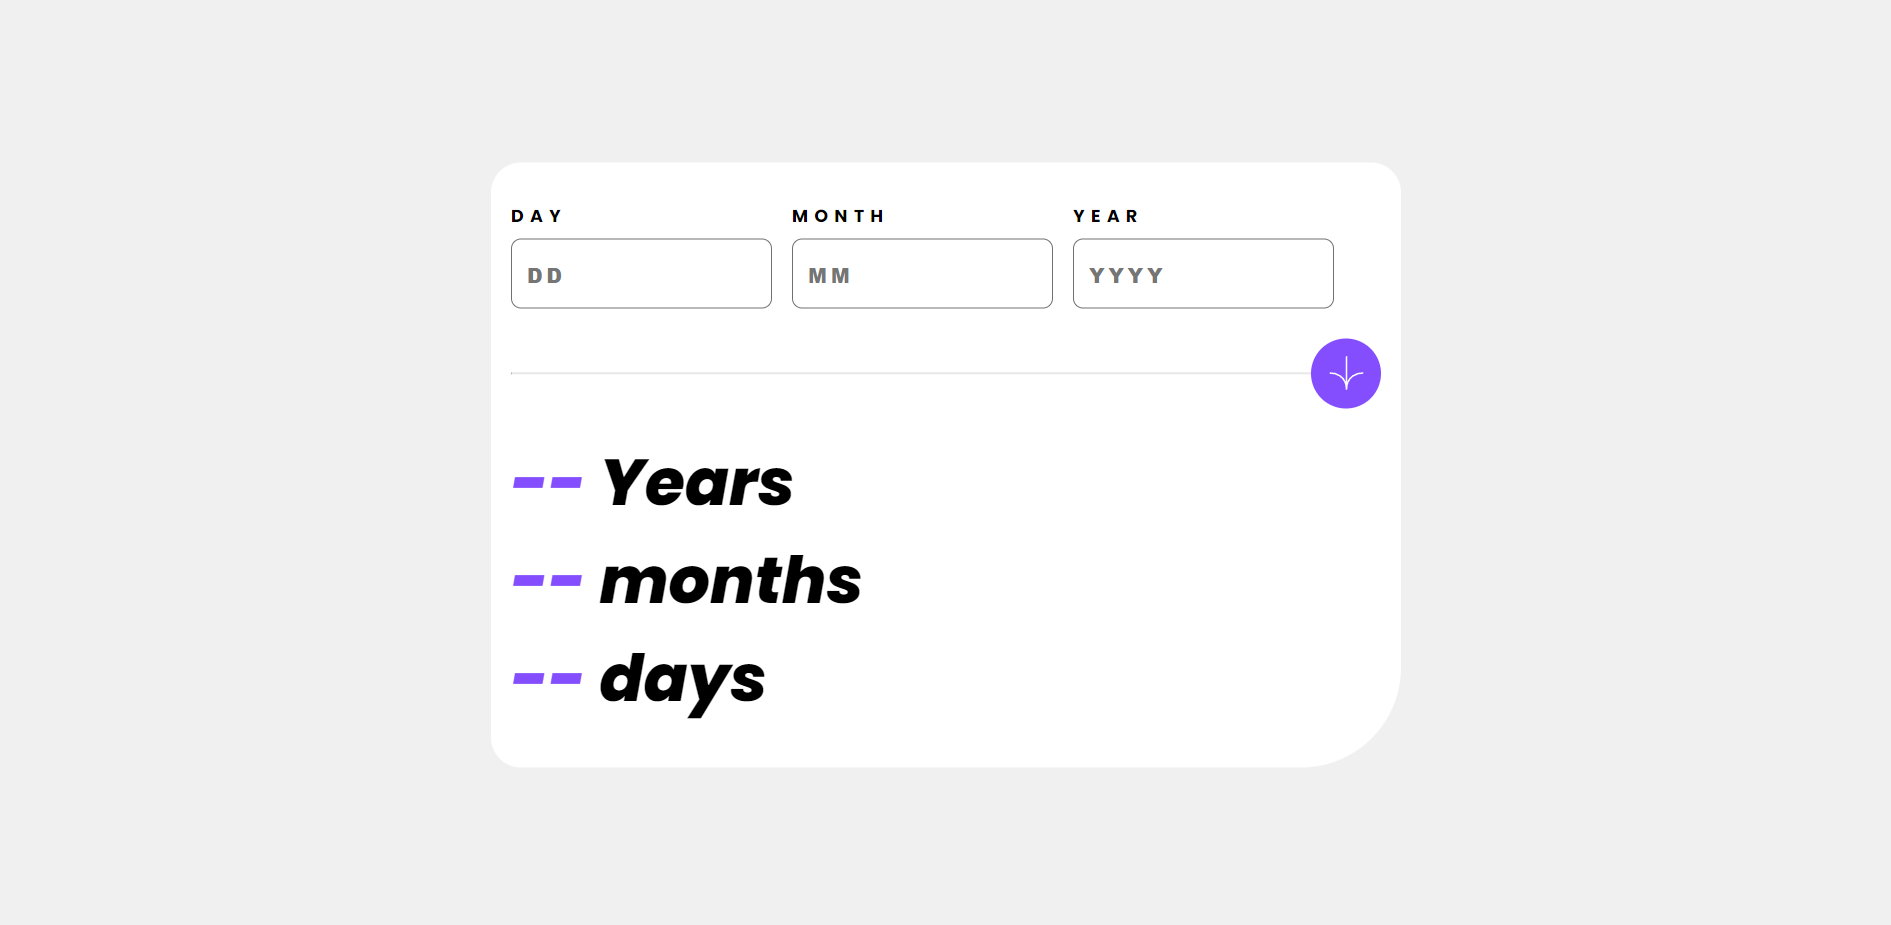 DAY MONTH YEAR
DD MM YYYY
-- Years
-- months
-- days